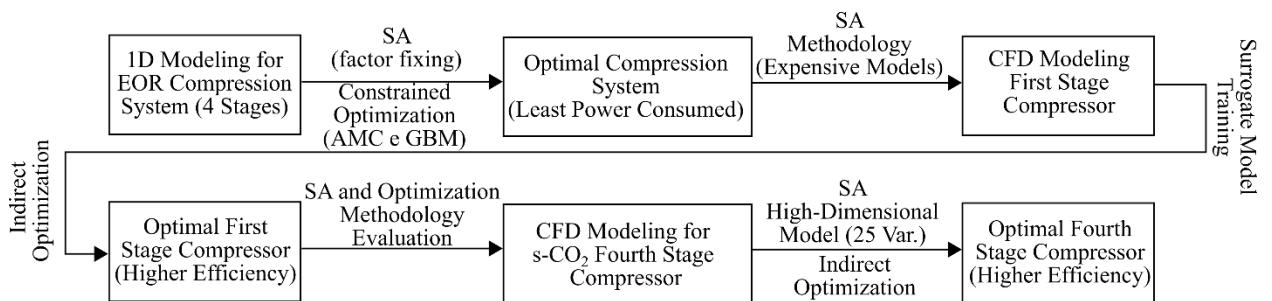 1D Modeling for
EOR Compression
System (4 Stages)
SA
(factor fixing)
Constrained
Optimization
(AMC e GBM)
Optimal Compression
System
(Least Power Consumed)
SA
Methodology
(Expensive Models)
CFD Modeling
First Stage
Compressor
Surrogate Model
Training
Indirect
Optimization
Optimal First
Stage Compressor
(Higher Efficiency)
SA and Optimization
Methodology
Evaluation
CFD Modeling for
s-CO₂ Fourth Stage
Compressor
SA
High-Dimensional
Model (25 Var.)
Indirect
Optimization
Optimal Fourth
Stage Compressor
(Higher Efficiency)